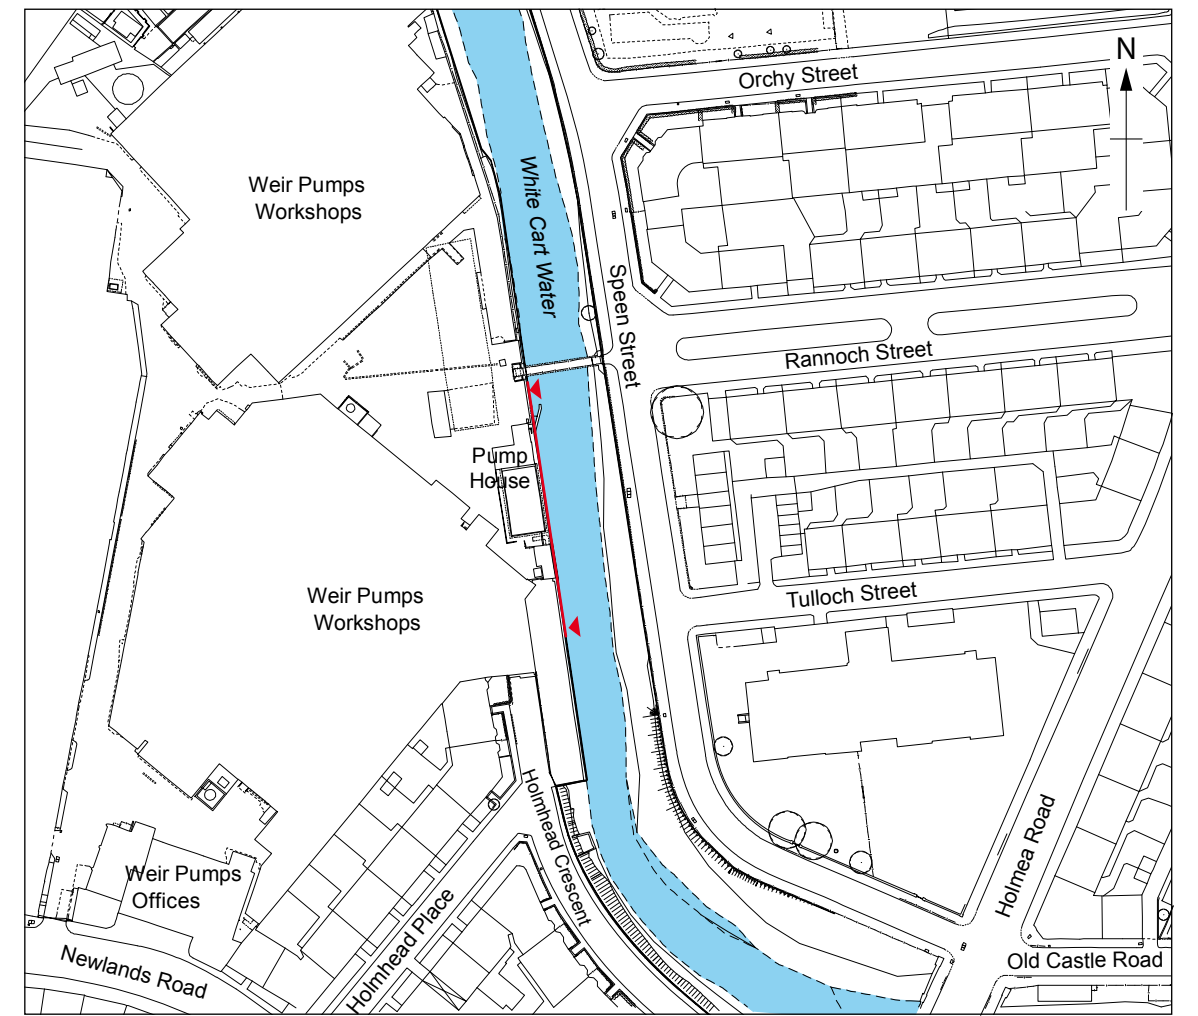 N
Orchy Street
Weir Pumps
Workshops
White Cart Water
Speen Street
Rannoch Street
Pump
House
Weir Pumps
Workshops
Tulloch Street
Holmhead Crescent
Holmea Road
Weir Pumps
Offices
Holmhead Place
Newlands Road
Old Castle Road